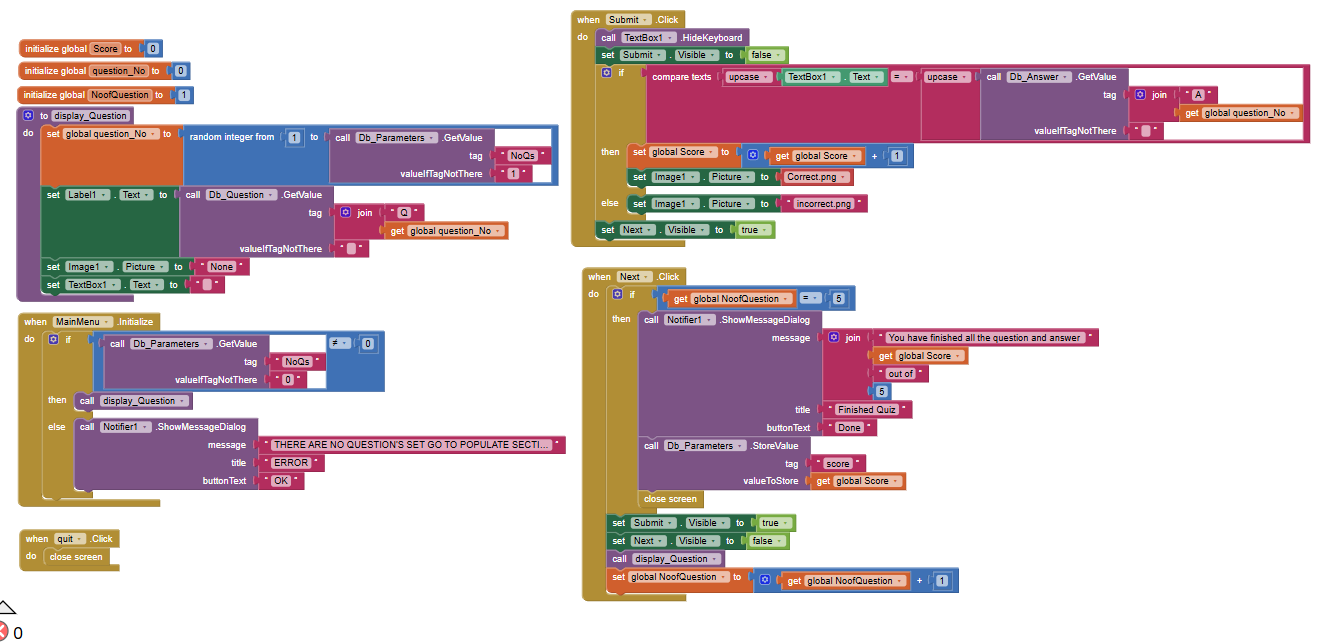 initialize global Score to 0
initialize global question_No to 0
initialize global NoofQuestion to 1
to display_Question
do set global question_No to random integer from 1 to call Db_Parameters .GetValue
tag " NoQs "
valueIfTagNotThere " 1 "
set Label1 . Text to call Db_Question .GetValue
tag join " Q "
get global question_No
valueIfTagNotThere " "
set Image1 . Picture to " None "
set TextBox1 . Text to " "
when MainMenu .Initialize
do if call Db_Parameters .GetValue ≠ 0
tag " NoQs "
valueIfTagNotThere " 0 "
then call display_Question
else call Notifier1 .ShowMessageDialog
message " THERE ARE NO QUESTION'S SET GO TO POPULATE SECTI... "
title " ERROR "
buttonText " OK "
when quit .Click
do close screen
0
when Submit .Click
do call TextBox1 .HideKeyboard
set Submit . Visible to false
if compare texts upcase TextBox1 . Text = upcase call Db_Answer .GetValue
tag join " A "
get global question_No
valueIfTagNotThere " "
then set global Score to get global Score + 1
set Image1 . Picture to Correct.png
else set Image1 . Picture to " incorrect.png "
set Next . Visible to true
when Next .Click
do if get global NoofQuestion = 5
then call Notifier1 .ShowMessageDialog
message join " You have finished all the question and answer "
get global Score
" out of "
5
title " Finished Quiz "
buttonText " Done "
call Db_Parameters .StoreValue
tag " score "
valueToStore get global Score
close screen
set Submit . Visible to true
set Next . Visible to false
call display_Question
set global NoofQuestion to get global NoofQuestion + 1